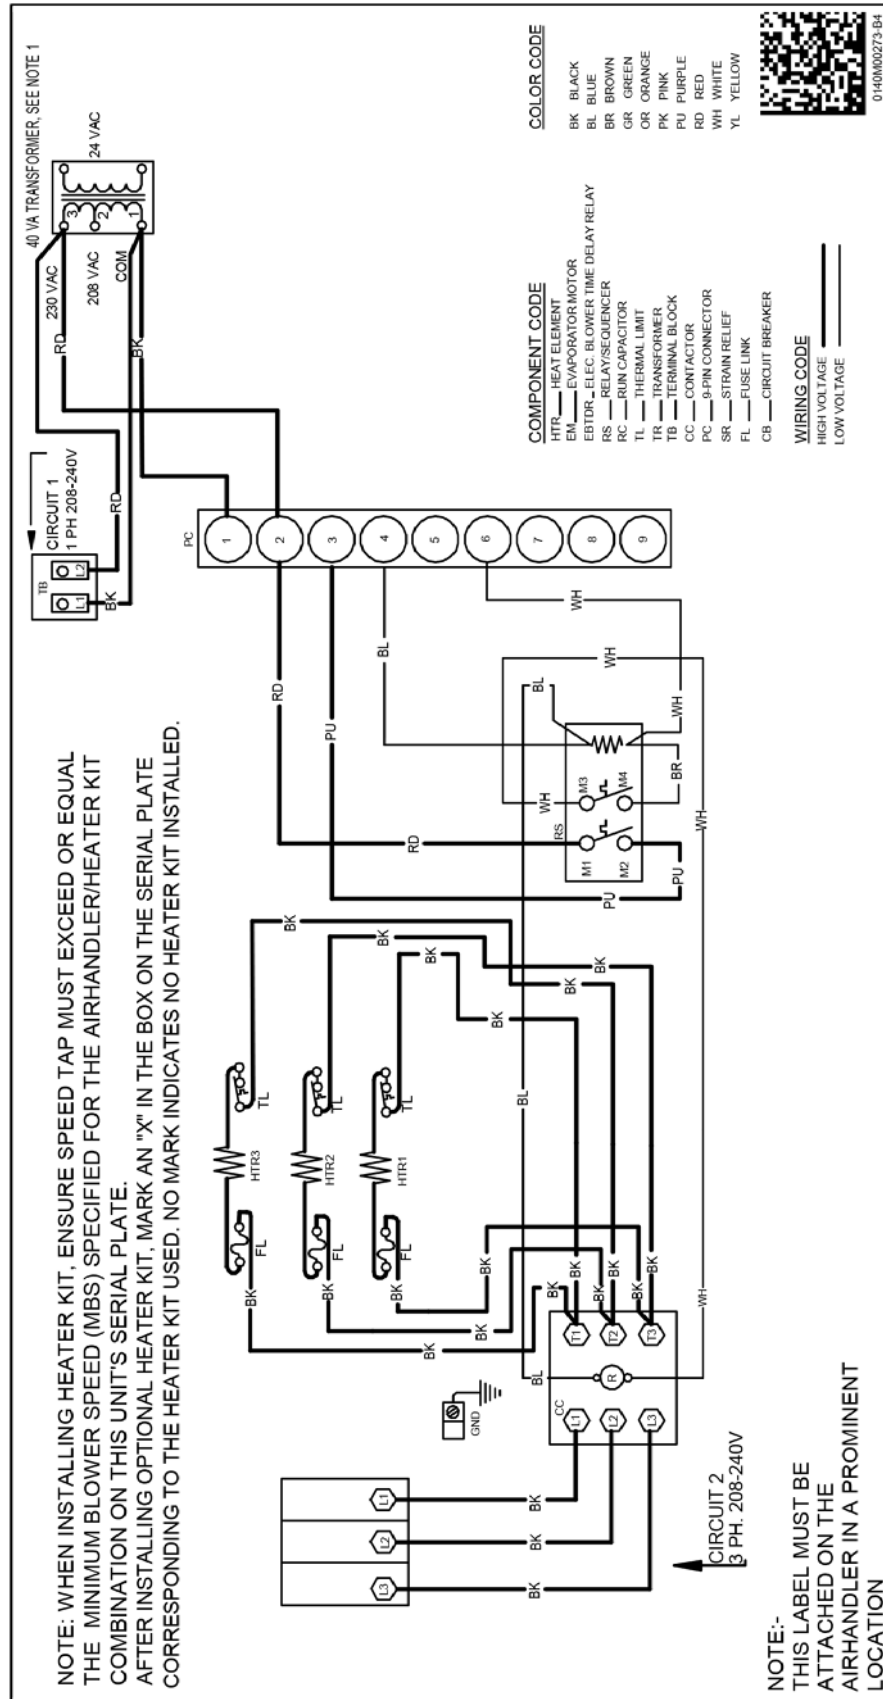 NOTE: WHEN INSTALLING HEATER KIT, ENSURE SPEED TAP MUST EXCEED OR EQUAL
THE MINIMUM BLOWER SPEED (MBS) SPECIFIED FOR THE AIRHANDLER/HEATER KIT
COMBINATION ON THIS UNIT'S SERIAL PLATE.
AFTER INSTALLING OPTIONAL HEATER KIT, MARK AN "X" IN THE BOX ON THE SERIAL PLATE
CORRESPONDING TO THE HEATER KIT USED. NO MARK INDICATES NO HEATER KIT INSTALLED.
40 VA TRANSFORMER, SEE NOTE 1
24 VAC
3
2
1
230 VAC
208 VAC
COM
RD
BK
CIRCUIT 1
1 PH 208-240V
TB
L1
L2
BK
RD
PC
1
2
3
4
5
6
7
8
9
RD
PU
BL
WH
BL
WH
WH
WH
RD
RS
M1
M2
M3
M4
BR
PU
PU
WH
BL
WH
BK
BK
BK
BK
BK
BK
TL
TL
TL
HTR3
HTR2
HTR1
FL
FL
FL
BK
BK
BK
BK
BK
BK
BK
BK
BK
BK
BK
BK
T1
T2
T3
R
BL
CC
L1
L2
L3
GND
L1
L2
L3
BK
BK
BK
CIRCUIT 2
3 PH. 208-240V
NOTE:-
THIS LABEL MUST BE
ATTACHED ON THE
AIRHANDLER IN A PROMINENT
LOCATION
COMPONENT CODE
HTR HEAT ELEMENT
EM EVAPORATOR MOTOR
EBTDR ELEC. BLOWER TIME DELAY RELAY
RS RELAY/SEQUENCER
RC RUN CAPACITOR
TL THERMAL LIMIT
TR TRANSFORMER
TB TERMINAL BLOCK
CC CONTACTOR
PC 9-PIN CONNECTOR
SR STRAIN RELIEF
FL FUSE LINK
CB CIRCUIT BREAKER
WIRING CODE
HIGH VOLTAGE
LOW VOLTAGE
COLOR CODE
BK BLACK
BL BLUE
BR BROWN
GR GREEN
OR ORANGE
PK PINK
PU PURPLE
RD RED
WH WHITE
YL YELLOW
0140M00273-B4